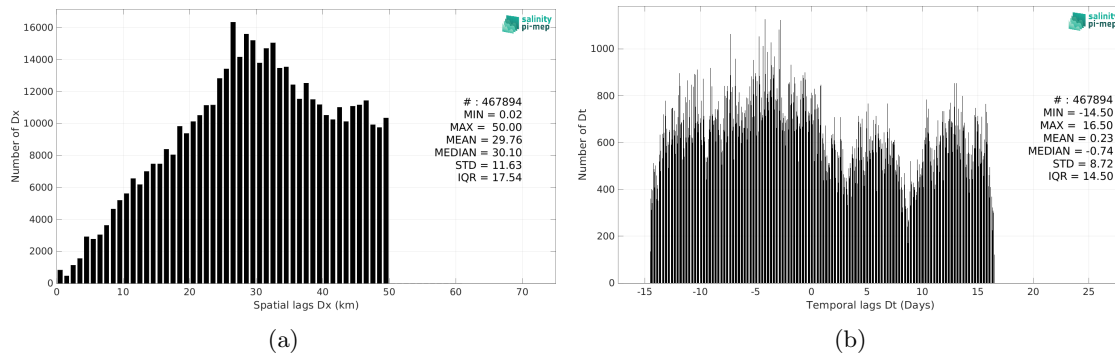 salinity
pi-mep
16000
14000
12000
10000
8000
6000
4000
2000
0
Number of Dx
# : 467894
MIN = 0.02
MAX = 50.00
MEAN = 29.76
MEDIAN = 30.10
STD = 11.63
IQR = 17.54
0 10 20 30 40 50 60 70
Spatial lags Dx (km)
(a)
salinity
pi-mep
1000
800
600
400
200
0
Number of Dt
# : 467894
MIN = -14.50
MAX = 16.50
MEAN = 0.23
MEDIAN = -0.74
STD = 8.72
IQR = 14.50
-15 -10 -5 0 5 10 15 20 25
Temporal lags Dt (Days)
(b)